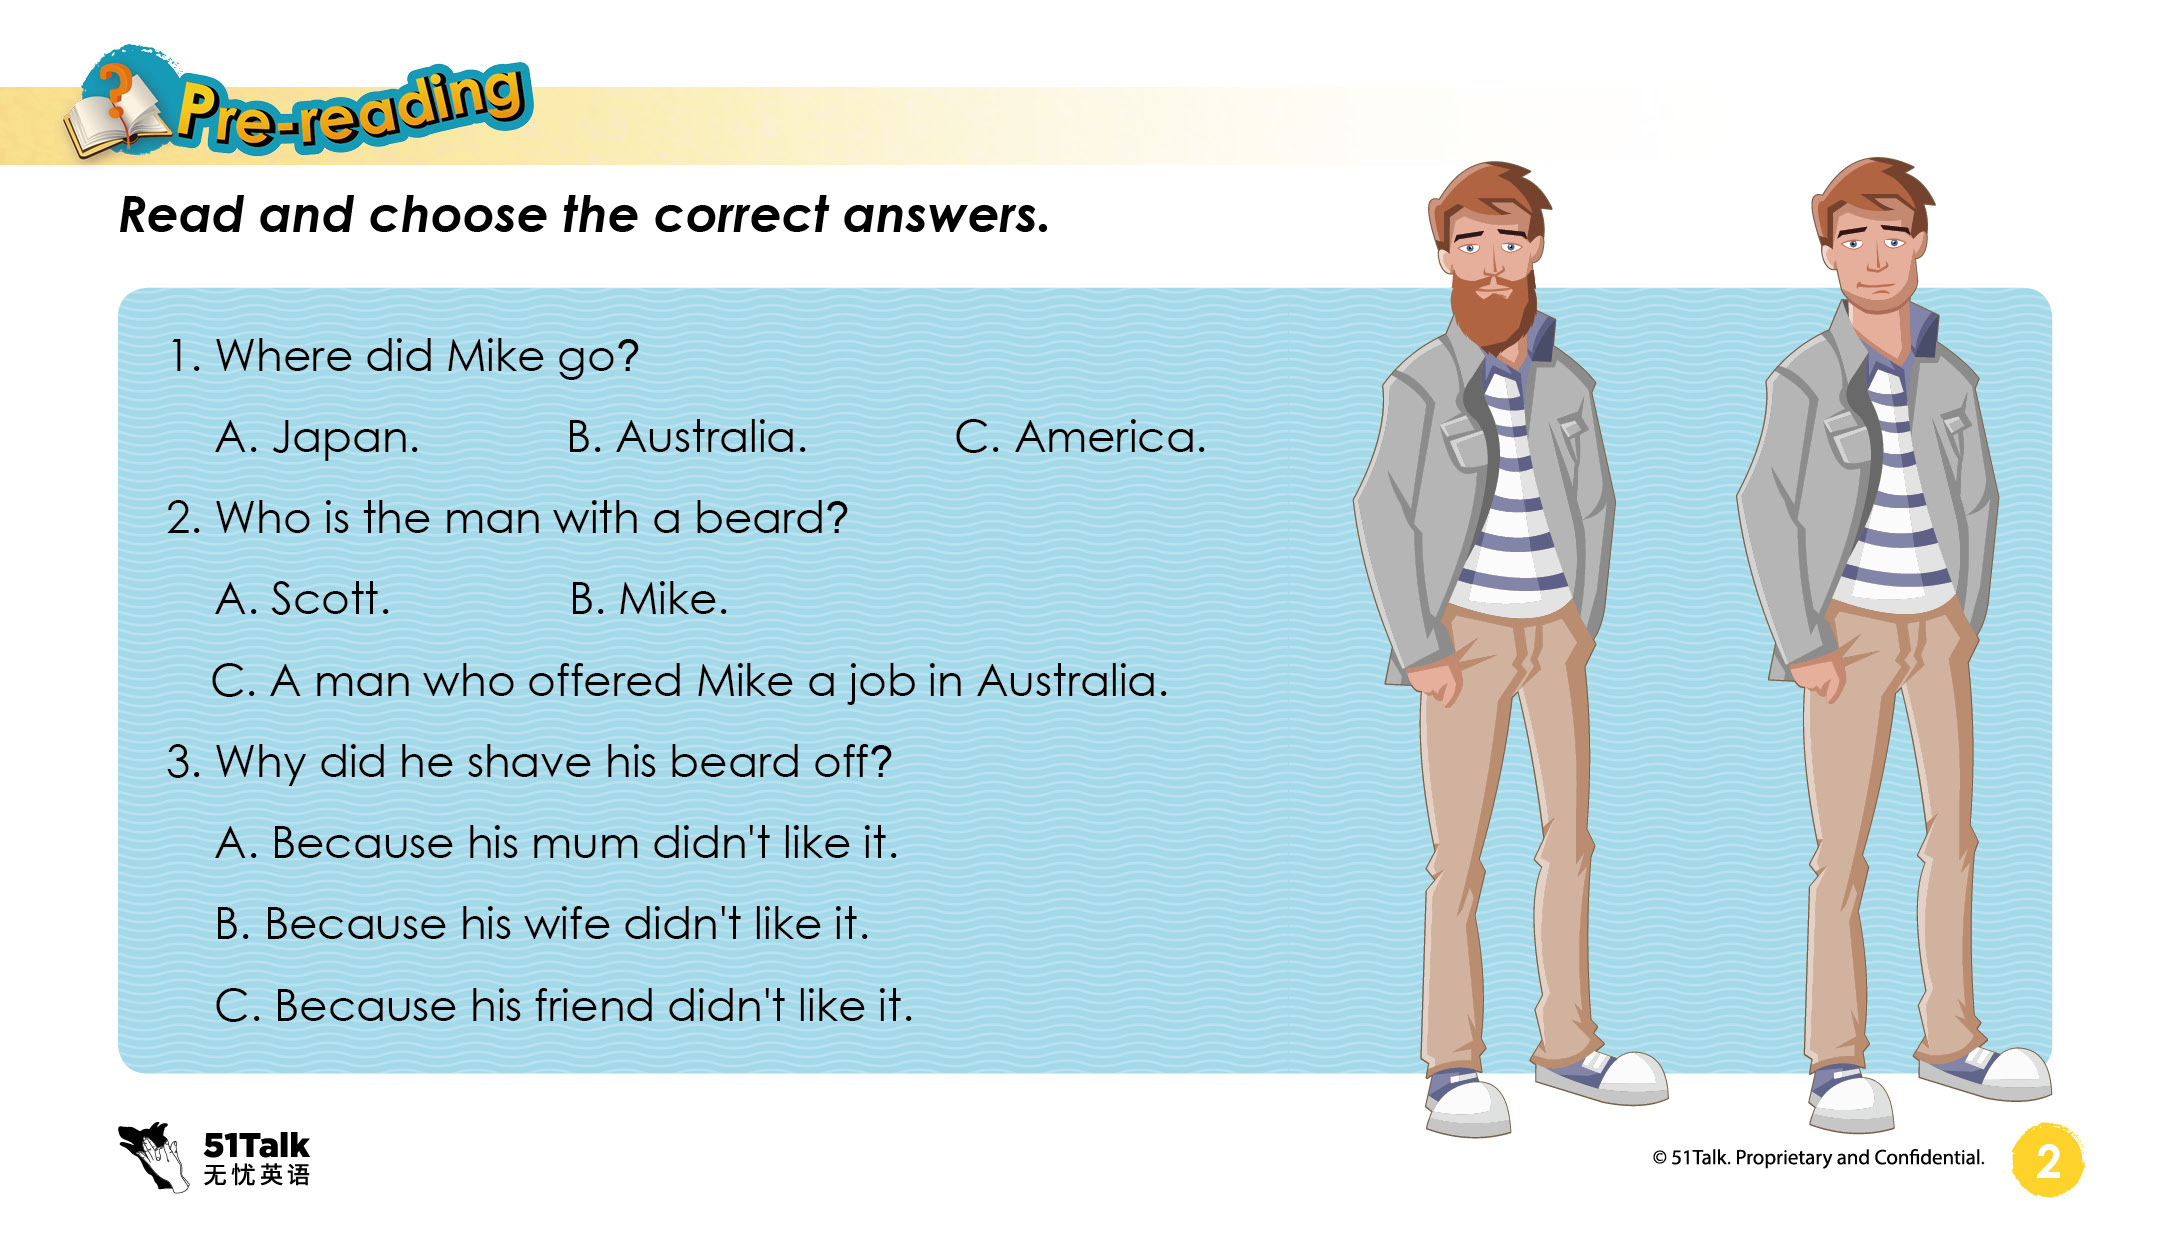 Pre-reading
Read and choose the correct answers.
1. Where did Mike go?
A. Japan. B. Australia. C. America.
2. Who is the man with a beard?
A. Scott. B. Mike.
C. A man who offered Mike a job in Australia.
3. Why did he shave his beard off?
A. Because his mum didn't like it.
B. Because his wife didn't like it.
C. Because his friend didn't like it.
51Talk
无忧英语
© 51Talk. Proprietary and Confidential.
2